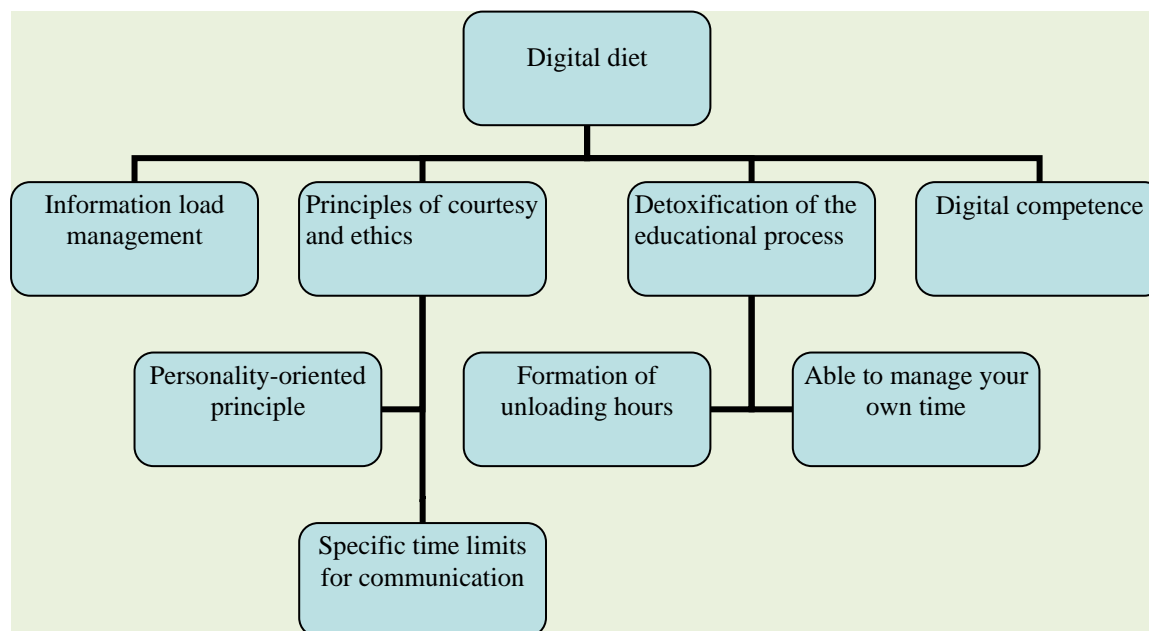 Digital diet
Information load
management
Principles of courtesy
and ethics
Detoxification of the
educational process
Digital competence
Personality-oriented
principle
Formation of
unloading hours
Able to manage your
own time
Specific time limits
for communication